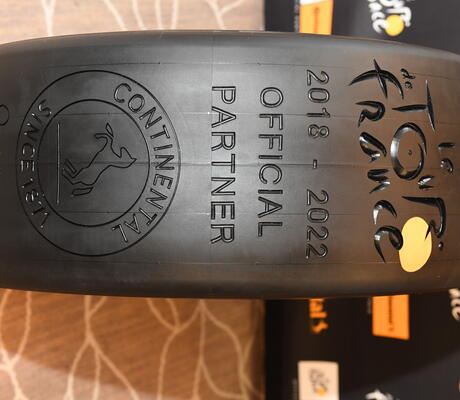 le
TOUR
de
france
2018 - 2022
OFFICIAL
PARTNER
CONTINENTAL
SINCE 1871